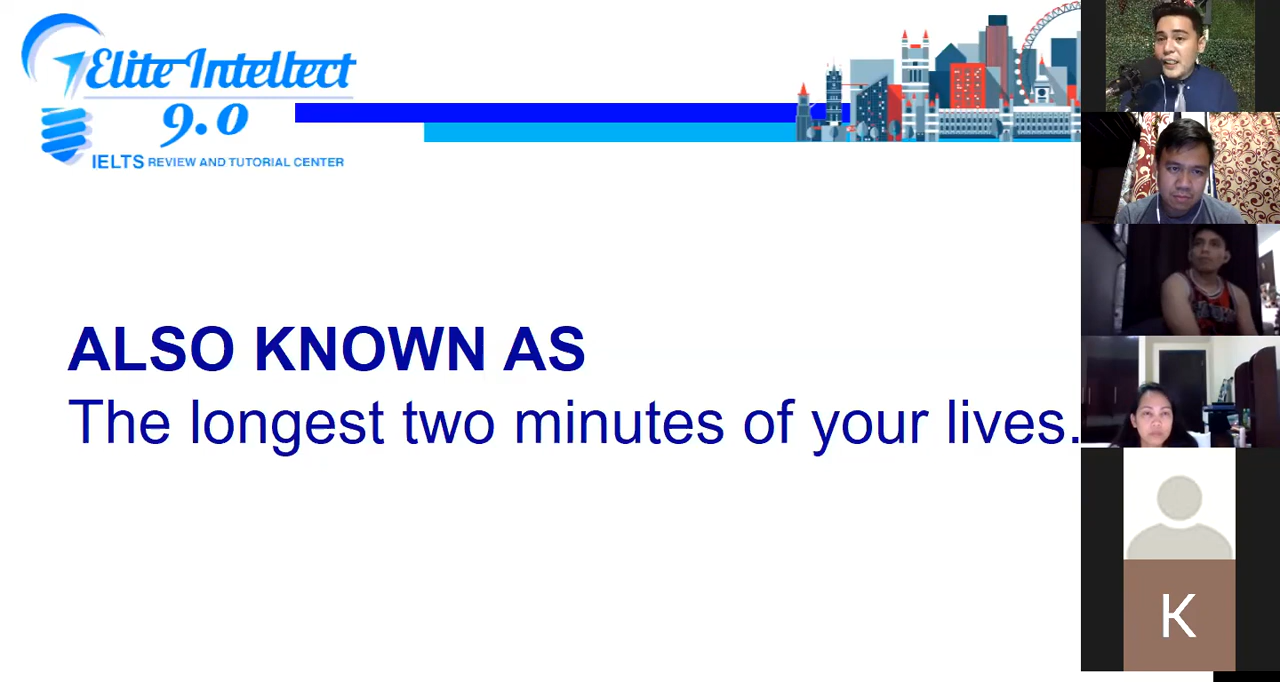 Elite Intellect
9.0
IELTS REVIEW AND TUTORIAL CENTER
ALSO KNOWN AS
The longest two minutes of your lives.
K